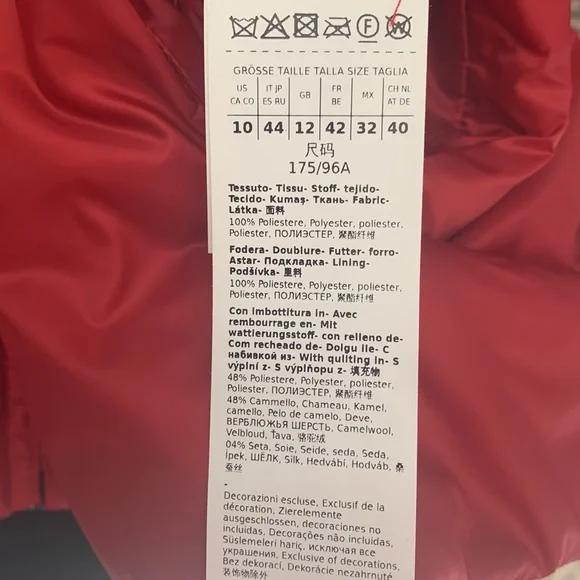 F
GRÖSSE TAILLE TALLA SIZE TAGLIA
US IT JP GB FR MX CH NL
CA CO ES RU BE AT DE
10 44 12 42 32 40
尺码
175/96A
Tessuto- Tissu- Stoff- tejido-
Tecido- Kumaş- Ткань- Fabric-
Látka- 面料
100% Poliestere, Polyester, poliester,
Poliester, ПОЛИЭСТЕР, 聚酯纤维
Fodera- Doublure- Futter- forro-
Astar- Подкладка- Lining-
Podšívka- 里料
100% Poliestere, Polyester, poliester,
Poliester, ПОЛИЭСТЕР, 聚酯纤维
Con imbottitura in- Avec
rembourrage en- Mit
wattierungsstoff- con relleno de-
Com recheado de- Dolgu ile- C
набивкой из- With quilting in- S
výplní z- S výplňopu z- 填充物
48% Poliestere, Polyester, poliester,
Poliester, ПОЛИЭСТЕР, 聚酯纤维
48% Cammello, Chameau, Kamel,
camello, Pelo de camelo, Deve,
ВЕРБЛЮЖЬЯ ШЕРСТЬ, Camelwool,
Velbloud, Ťava, 骆驼绒
04% Seta, Soie, Seide, seda, Seda,
İpek, ШЁЛК, Silk, Hedvábí, Hodváb, 桑
蚕丝
-
Decorazioni escluse, Exclusif de la
décoration, Zierelemente
ausgeschlossen, decoraciones no
incluidas, Decorações não incluidas,
Süslemeleri hariç, исключая все
украшения, Exclusive of decorations,
Bez dekorací, Dekorácie nezahrnuté
装饰物除外